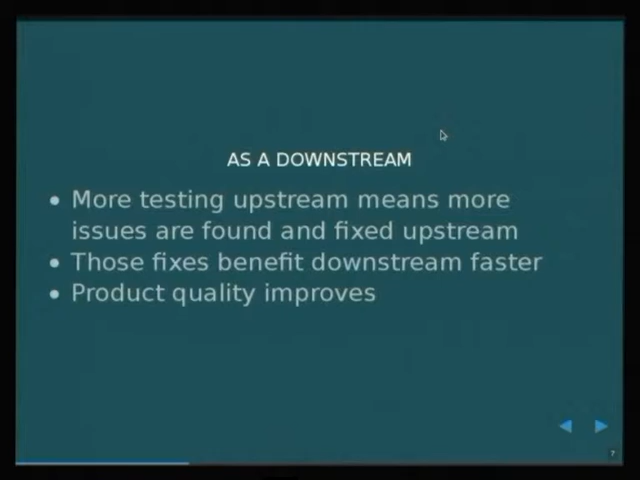 AS A DOWNSTREAM
• More testing upstream means more
issues are found and fixed upstream
• Those fixes benefit downstream faster
• Product quality improves
7